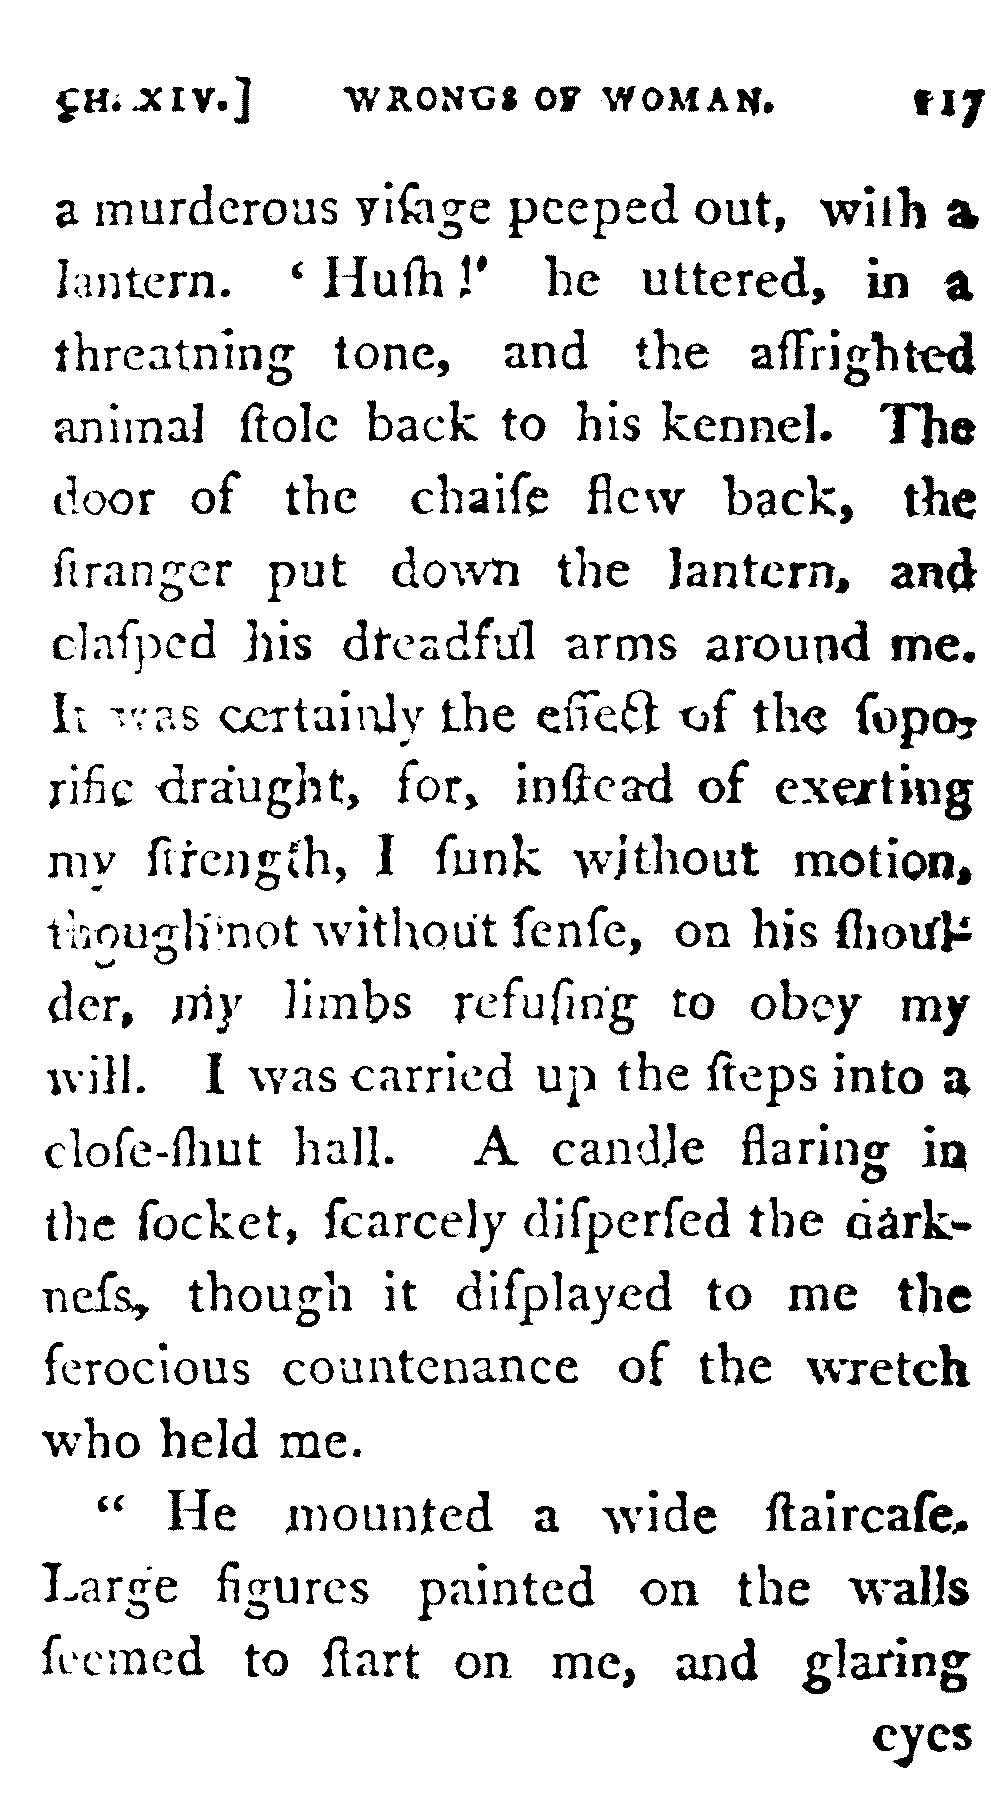 CH. XIV.] WRONGS OF WOMAN. 117
a murderous viſage peeped out, with a
lantern. ‘ Huſh !’ he uttered, in a
threatning tone, and the affrighted
animal ſtole back to his kennel. The
door of the chaiſe flew back, the
ſtranger put down the lantern, and
claſped his dreadful arms around me.
It was certainly the effect of the ſopo-
rific draught, for, inſtead of exerting
my ſtrength, I ſunk without motion,
though not without ſenſe, on his ſhoul-
der, my limbs refuſing to obey my
will. I was carried up the ſteps into a
cloſe-ſhut hall. A candle flaring in
the ſocket, ſcarcely diſperſed the dark-
neſs, though it diſplayed to me the
ferocious countenance of the wretch
who held me.
“ He mounted a wide ſtaircaſe.
Large figures painted on the walls
ſeemed to ſtart on me, and glaring
eyes